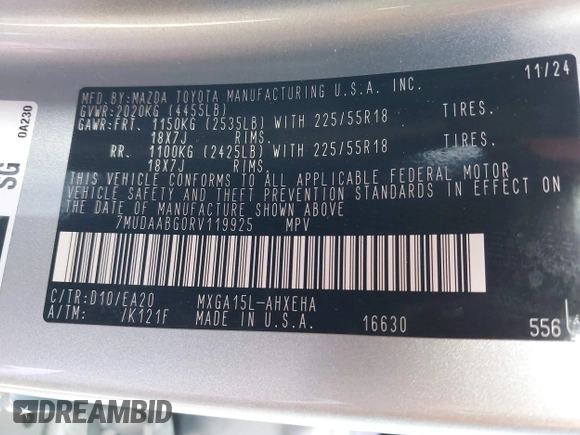 MFD.BY:MAZDA TOYOTA MANUFACTURING U.S.A. INC. 11/24
GVWR:2020KG (4455LB)
GAWR:FRT. 1150KG (2535LB) WITH 225/55R18 TIRES.
18X7J RIMS.
RR. 1100KG (2425LB) WITH 225/55R18 TIRES.
18X7J RIMS.
THIS VEHICLE CONFORMS TO ALL APPLICABLE FEDERAL MOTOR
VEHICLE SAFETY AND THEFT PREVENTION STANDARDS IN EFFECT ON
THE DATE OF MANUFACTURE SHOWN ABOVE
7MUDAABG0RV119925 MPV
C/TR:D10/EA20 MXGA15L-AHXEHA
A/TM: /K121F MADE IN U.S.A. 16630 556
0A230
SG
DREAMBID